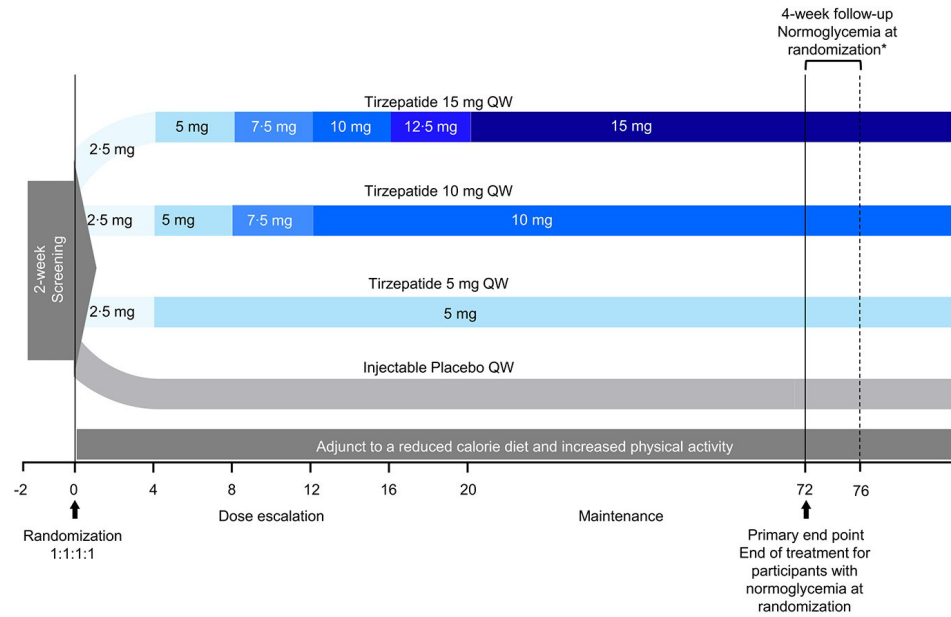 4-week follow-up
Normoglycemia at
randomization*
Tirzepatide 15 mg QW
2·5 mg
5 mg
7·5 mg
10 mg
12·5 mg
15 mg
Tirzepatide 10 mg QW
2·5 mg
5 mg
7·5 mg
10 mg
2-week
Screening
Tirzepatide 5 mg QW
2·5 mg
5 mg
Injectable Placebo QW
Adjunct to a reduced calorie diet and increased physical activity
-2 0 4 8 12 16 20 72 76
Randomization
1:1:1:1
Dose escalation
Maintenance
Primary end point
End of treatment for
participants with
normoglycemia at
randomization